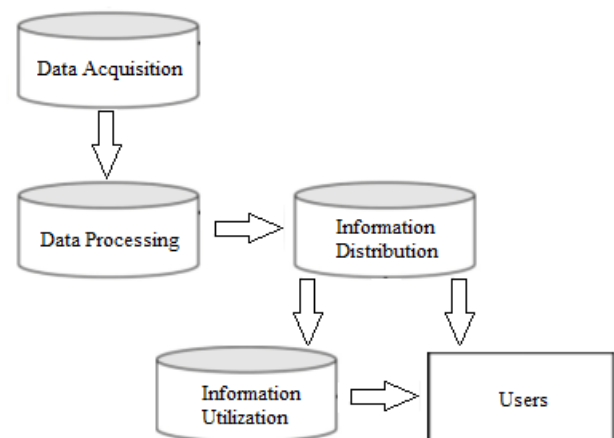 Data Acquisition
Data Processing
Information
Distribution
Information
Utilization
Users